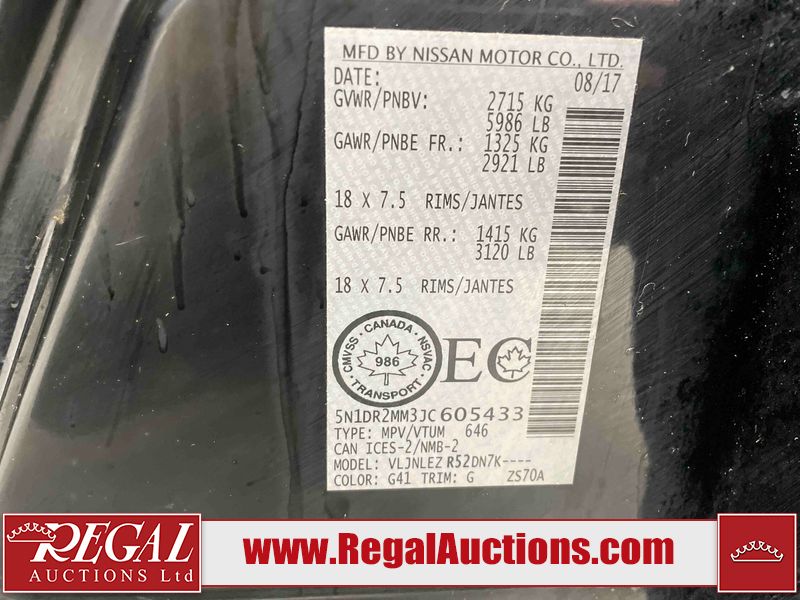 MFD BY NISSAN MOTOR CO., LTD.
DATE: 08/17
GVWR/PNBV: 2715 KG
5986 LB
GAWR/PNBE FR.: 1325 KG
2921 LB
18 X 7.5 RIMS/JANTES
GAWR/PNBE RR.: 1415 KG
3120 LB
18 X 7.5 RIMS/JANTES
CANADA
CMVSS
NSVAC
986
TRANSPORT
EC
5N1DR2MM3JC605433
TYPE: MPV/VTUM 646
CAN ICES-2/NMB-2
MODEL: VLJNLEZ R52DN7K----
COLOR: G41 TRIM: G ZS70A
REGAL
AUCTIONS Ltd
www.RegalAuctions.com